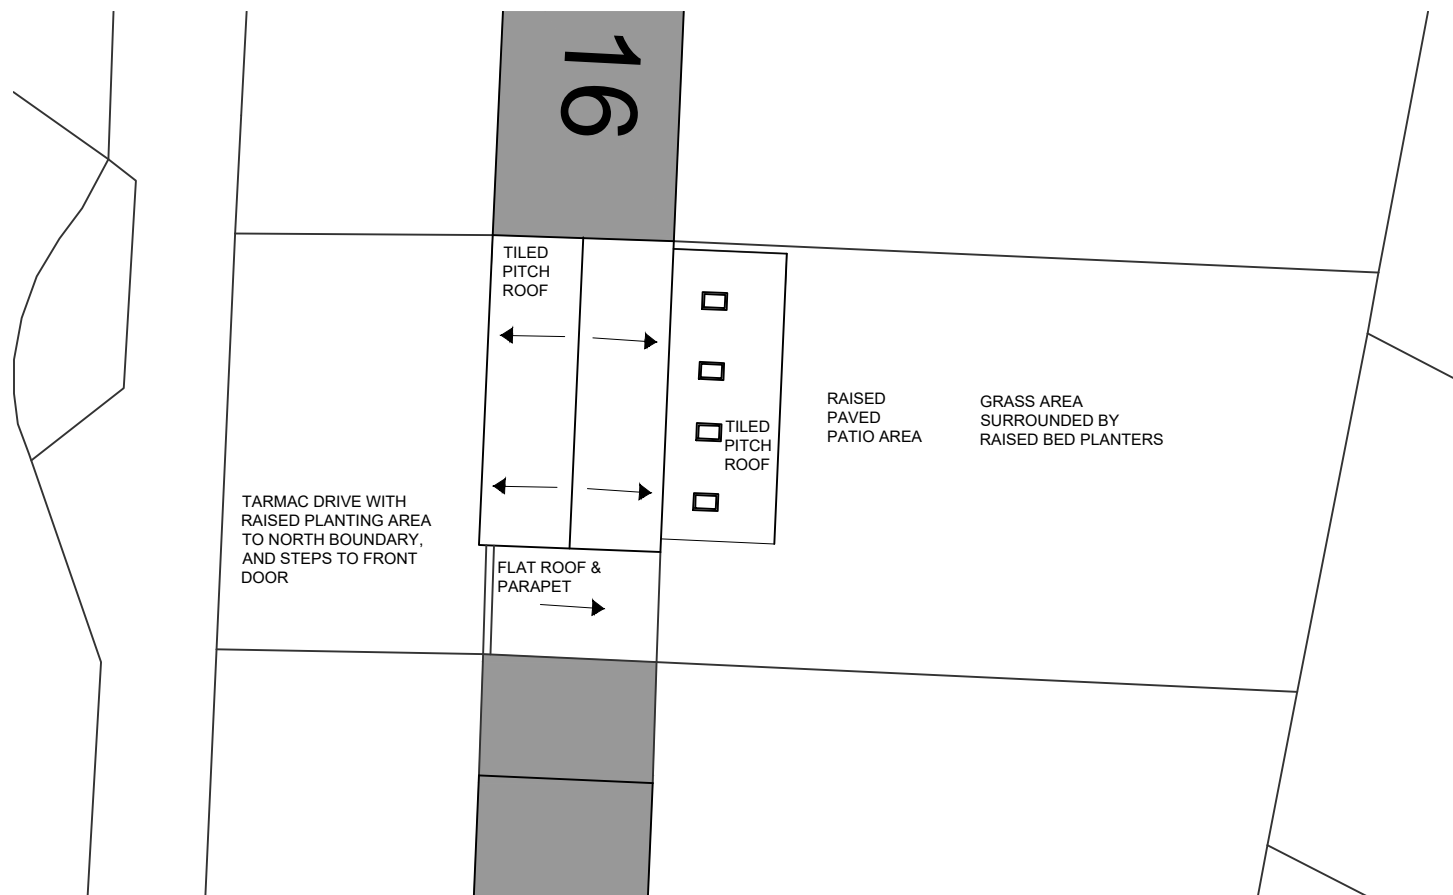 16
TILED
PITCH
ROOF
RAISED
PAVED
PATIO AREA
GRASS AREA
SURROUNDED BY
RAISED BED PLANTERS
TILED
PITCH
ROOF
TARMAC DRIVE WITH
RAISED PLANTING AREA
TO NORTH BOUNDARY,
AND STEPS TO FRONT
DOOR
FLAT ROOF &
PARAPET